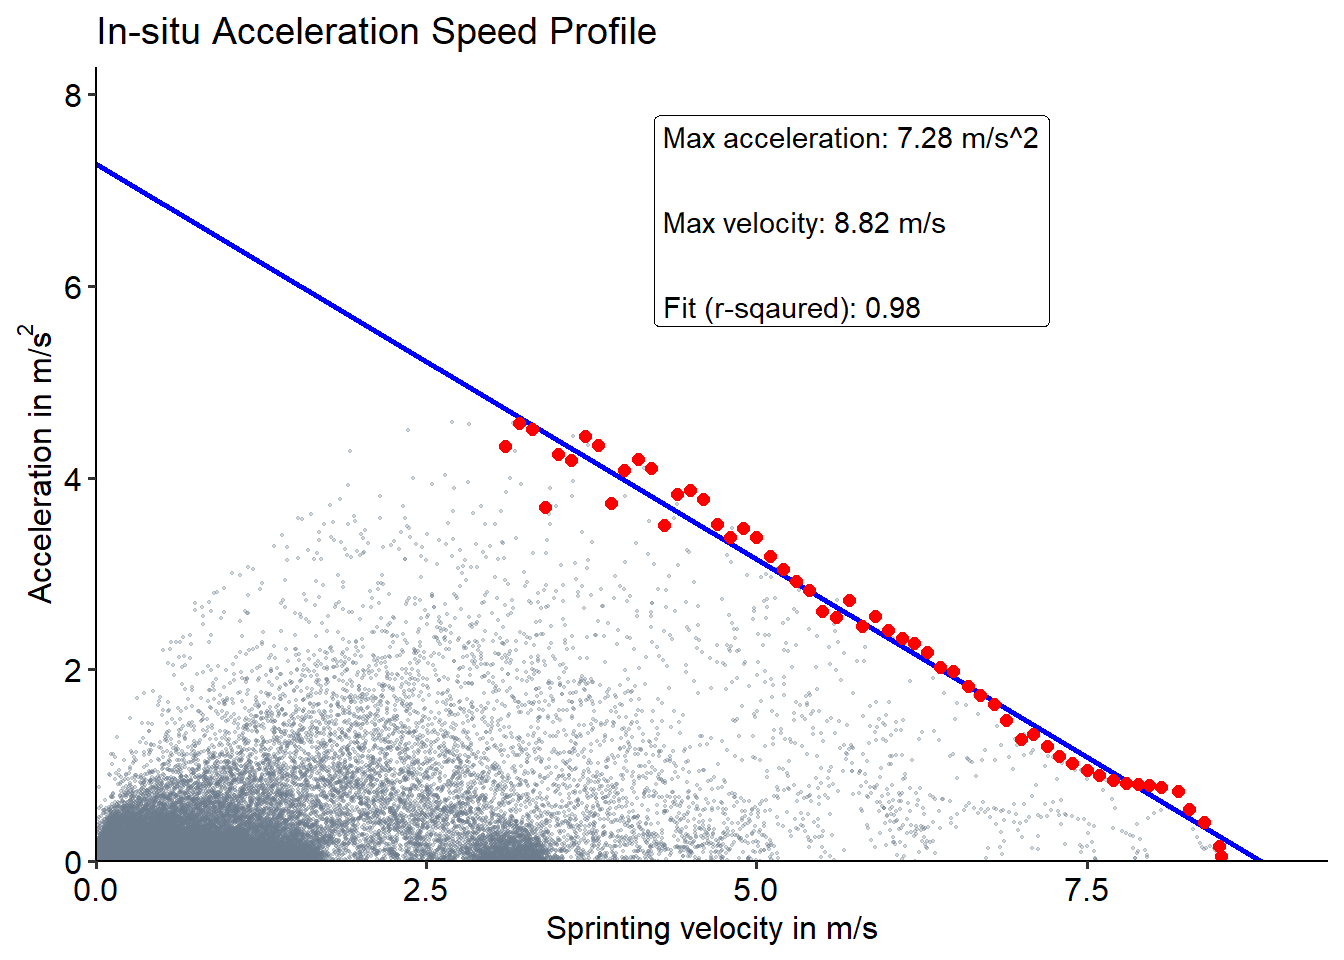 In-situ Acceleration Speed Profile
8
Max acceleration: 7.28 m/s^2
Max velocity: 8.82 m/s
6
Fit (r-sqaured): 0.98
Acceleration in m/s²
4
2
0
0.0 2.5 5.0 7.5
Sprinting velocity in m/s